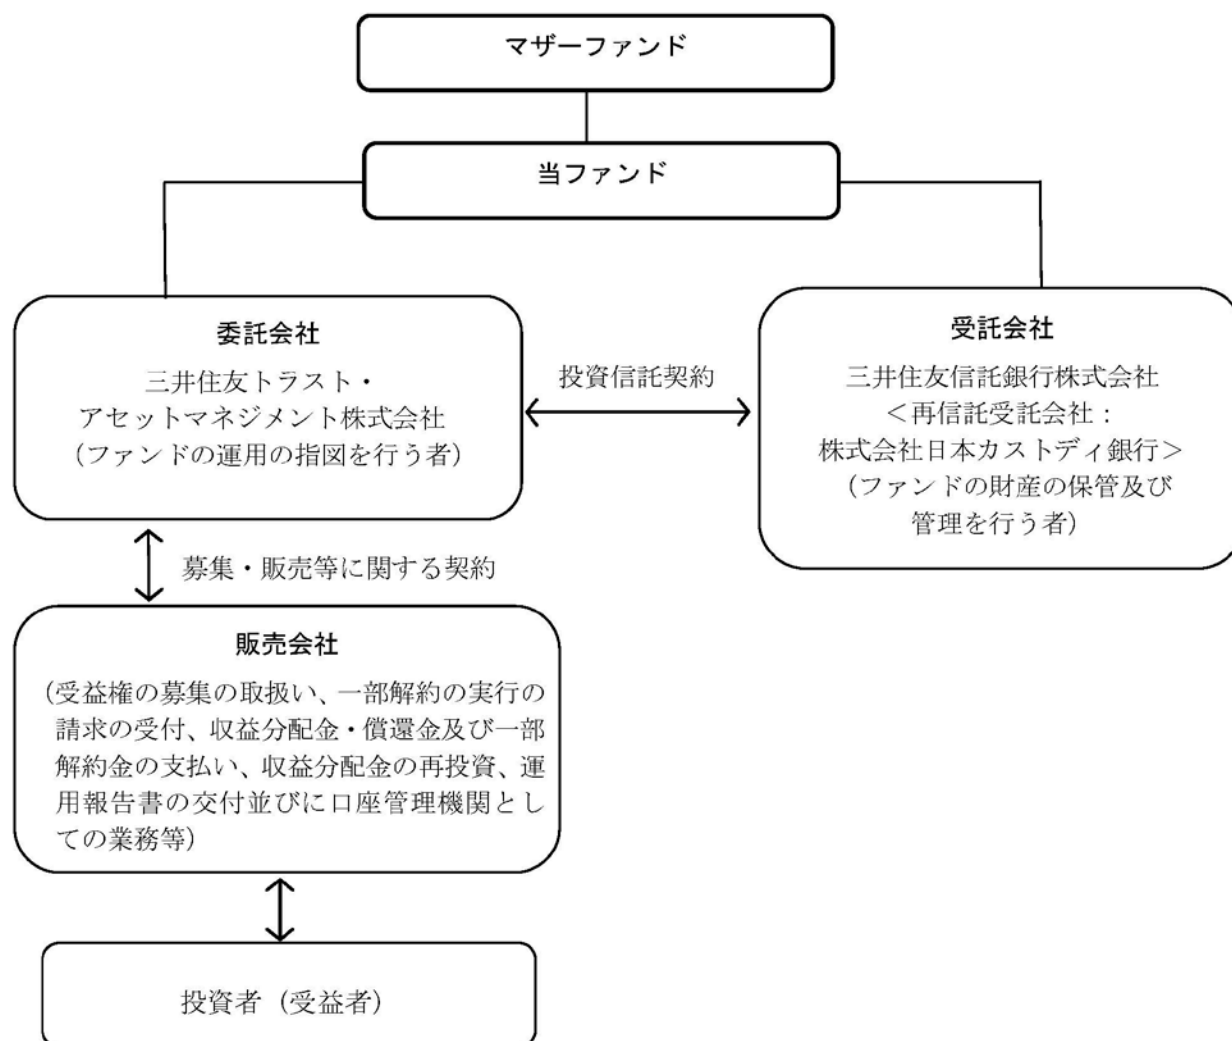 マザーファンド
当ファンド
委託会社
三井住友トラスト・
アセットマネジメント株式会社
（ファンドの運用の指図を行う者）
投資信託契約
受託会社
三井住友信託銀行株式会社
＜再信託受託会社：
株式会社日本カストディ銀行＞
（ファンドの財産の保管及び
管理を行う者）
募集・販売等に関する契約
販売会社
（受益権の募集の取扱い、一部解約の実行の
請求の受付、収益分配金・償還金及び一部
解約金の支払い、収益分配金の再投資、運
用報告書の交付並びに口座管理機関とし
ての業務等）
投資者（受益者）